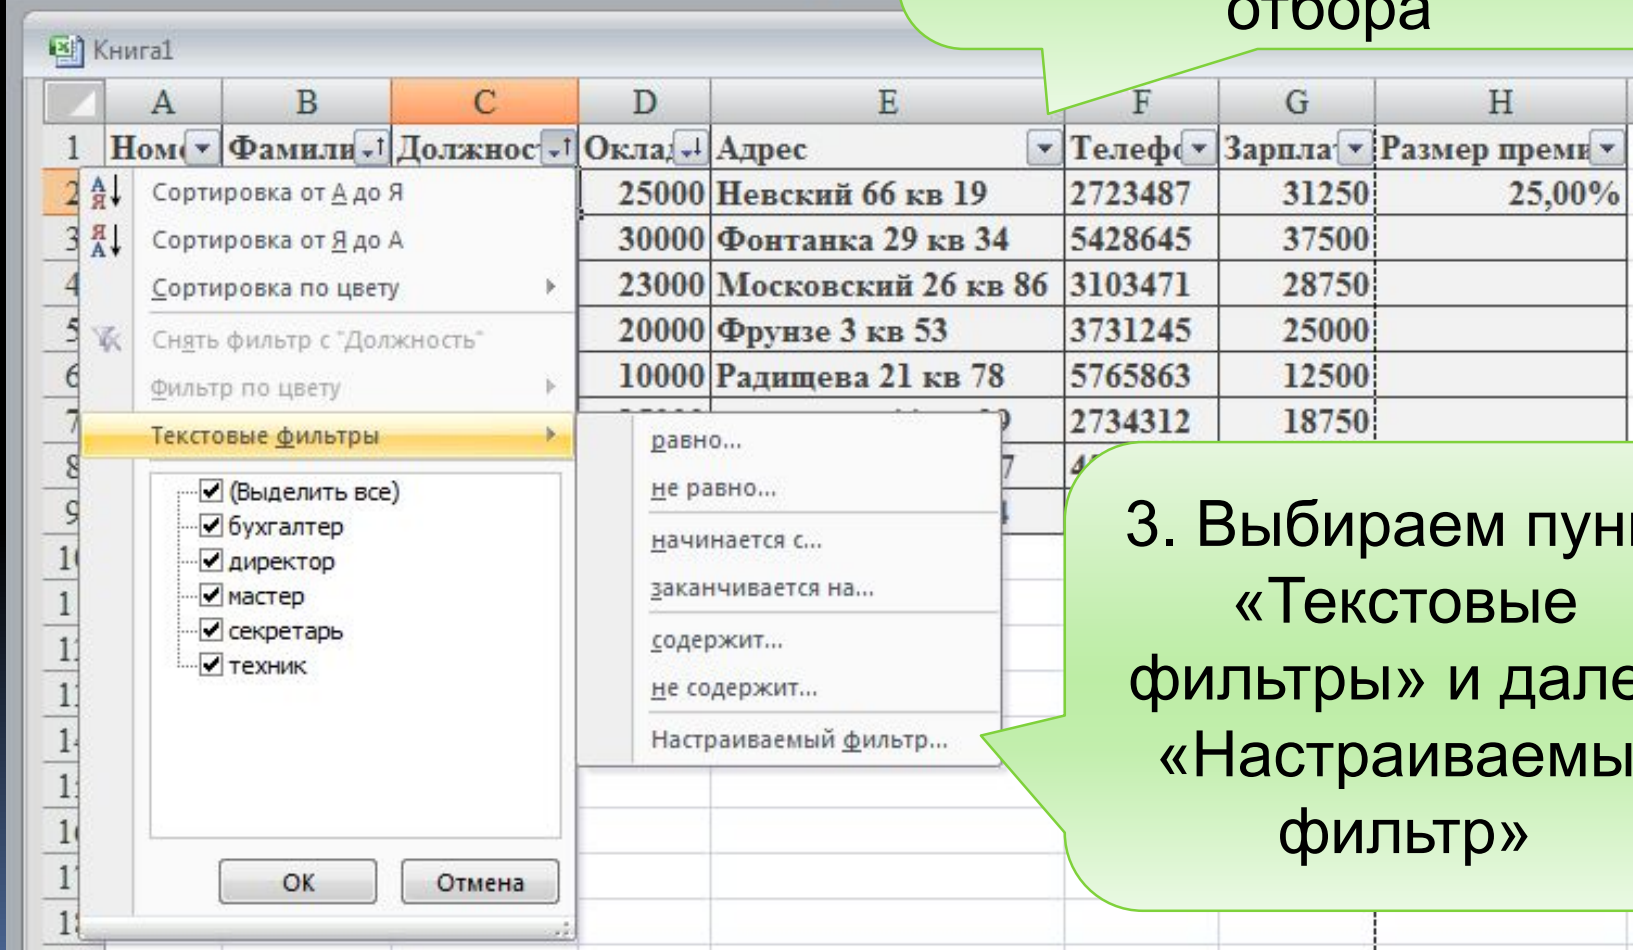 отбора
Книга1
A B C D E F G H
1 Номе Фамили Должнос Оклад Адрес Телефо Зарплат Размер преми
2 25000 Невский 66 кв 19 2723487 31250 25,00%
3 30000 Фонтанка 29 кв 34 5428645 37500
4 23000 Московский 26 кв 86 3103471 28750
5 20000 Фрунзе 3 кв 53 3731245 25000
6 10000 Радищева 21 кв 78 5765863 12500
7 2734312 18750
8
9
Сортировка от А до Я
Сортировка от Я до А
Сортировка по цвету
Снять фильтр с "Должность"
Фильтр по цвету
Текстовые фильтры
(Выделить все)
бухгалтер
директор
мастер
секретарь
техник
ОК Отмена
равно...
не равно...
начинается с...
заканчивается на...
содержит...
не содержит...
Настраиваемый фильтр...
3. Выбираем пун
«Текстовые
фильтры» и дале
«Настраиваемы
фильтр»